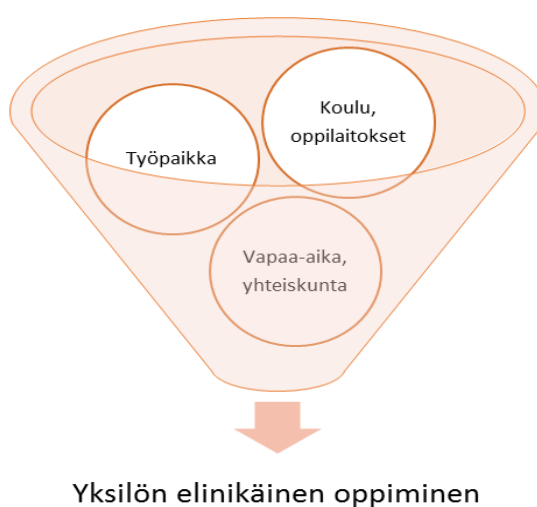 Koulu,
oppilaitokset
Työpaikka
Vapaa-aika,
yhteiskunta
Yksilön elinikäinen oppiminen